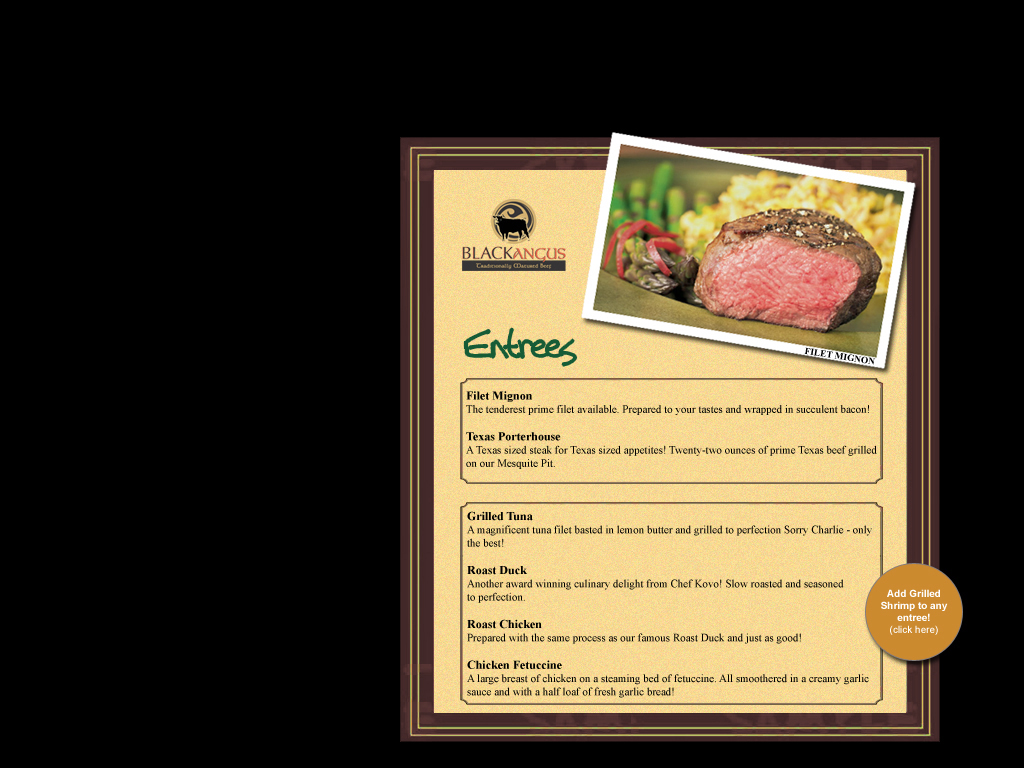 BLACKANGUS
Traditionally Matured Beef
FILET MIGNON
Entrees
Filet Mignon
The tenderest prime filet available. Prepared to your tastes and wrapped in succulent bacon!
Texas Porterhouse
A Texas sized steak for Texas sized appetites! Twenty-two ounces of prime Texas beef grilled
on our Mesquite Pit.
Grilled Tuna
A magnificent tuna filet basted in lemon butter and grilled to perfection Sorry Charlie - only
the best!
Roast Duck
Another award winning culinary delight from Chef Kovo! Slow roasted and seasoned
to perfection.
Roast Chicken
Prepared with the same process as our famous Roast Duck and just as good!
Chicken Fetuccine
A large breast of chicken on a steaming bed of fetuccine. All smoothered in a creamy garlic
sauce and with a half loaf of fresh garlic bread!
Add Grilled
Shrimp to any
entree!
(click here)